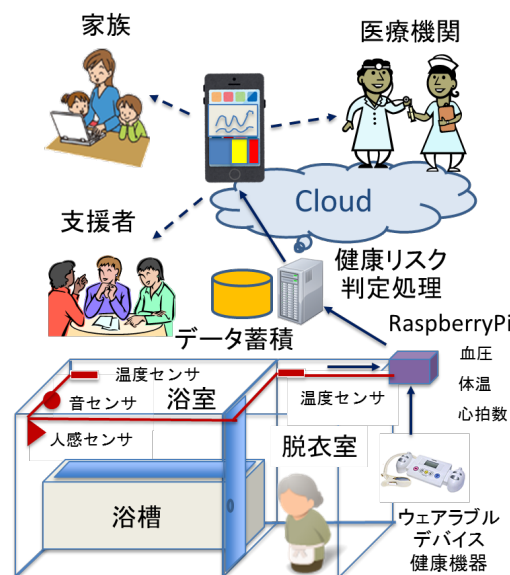 家族
医療機関
Cloud
支援者
健康リスク
判定処理
データ蓄積
RaspberryPi
血圧
体温
心拍数
温度センサ
音センサ
浴室
温度センサ
人感センサ
脱衣室
浴槽
ウェアラブル
デバイス
健康機器